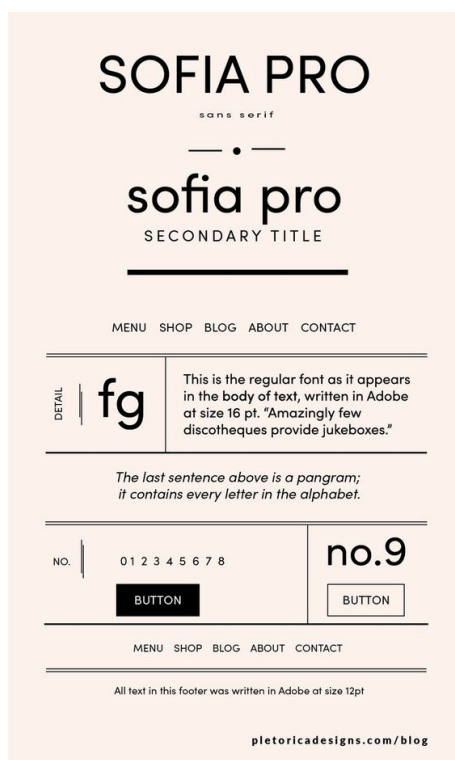 SOFIA PRO
sans serif
sofia pro
SECONDARY TITLE
MENU SHOP BLOG ABOUT CONTACT
DETAIL
fg
This is the regular font as it appears
in the body of text, written in Adobe
at size 16 pt. “Amazingly few
discotheques provide jukeboxes.”
The last sentence above is a pangram;
it contains every letter in the alphabet.
NO.
0 1 2 3 4 5 6 7 8
BUTTON
no.9
BUTTON
MENU SHOP BLOG ABOUT CONTACT
All text in this footer was written in Adobe at size 12pt
pletoricadesigns.com/blog